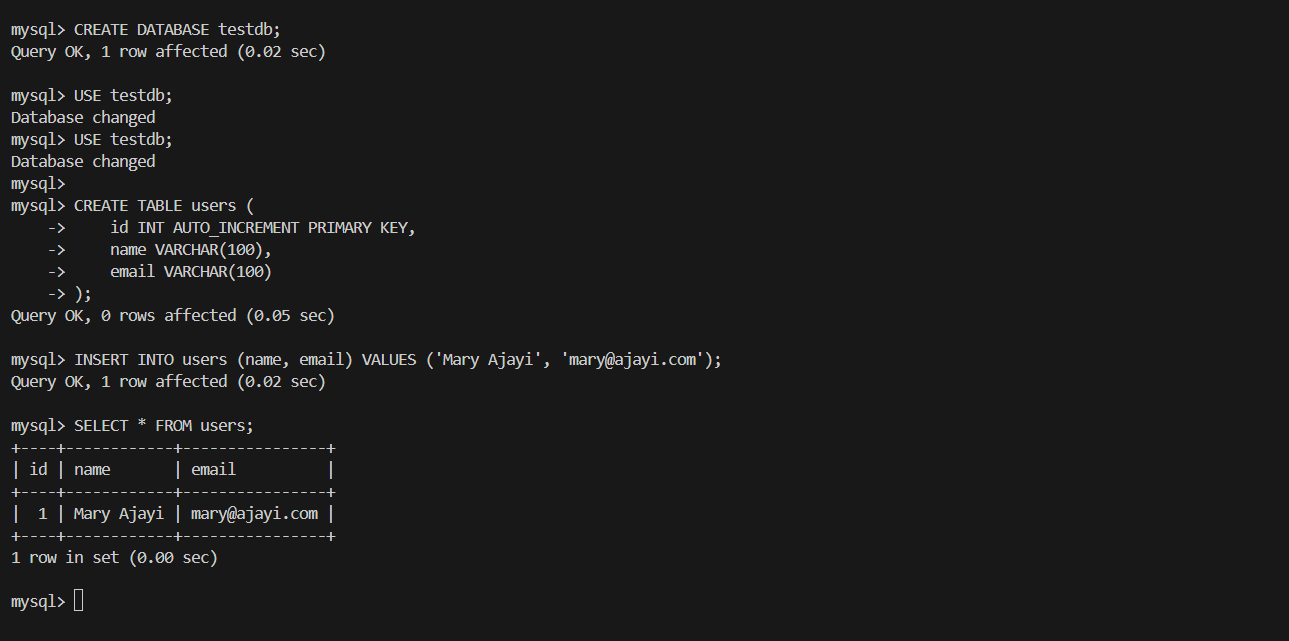 mysql> CREATE DATABASE testdb;
Query OK, 1 row affected (0.02 sec)

mysql> USE testdb;
Database changed
mysql> USE testdb;
Database changed
mysql>
mysql> CREATE TABLE users (
    ->     id INT AUTO_INCREMENT PRIMARY KEY,
    ->     name VARCHAR(100),
    ->     email VARCHAR(100)
    -> );
Query OK, 0 rows affected (0.05 sec)

mysql> INSERT INTO users (name, email) VALUES ('Mary Ajayi', 'mary@ajayi.com');
Query OK, 1 row affected (0.02 sec)

mysql> SELECT * FROM users;
+----+------------+----------------+
| id | name       | email          |
+----+------------+----------------+
|  1 | Mary Ajayi | mary@ajayi.com |
+----+------------+----------------+
1 row in set (0.00 sec)

mysql>